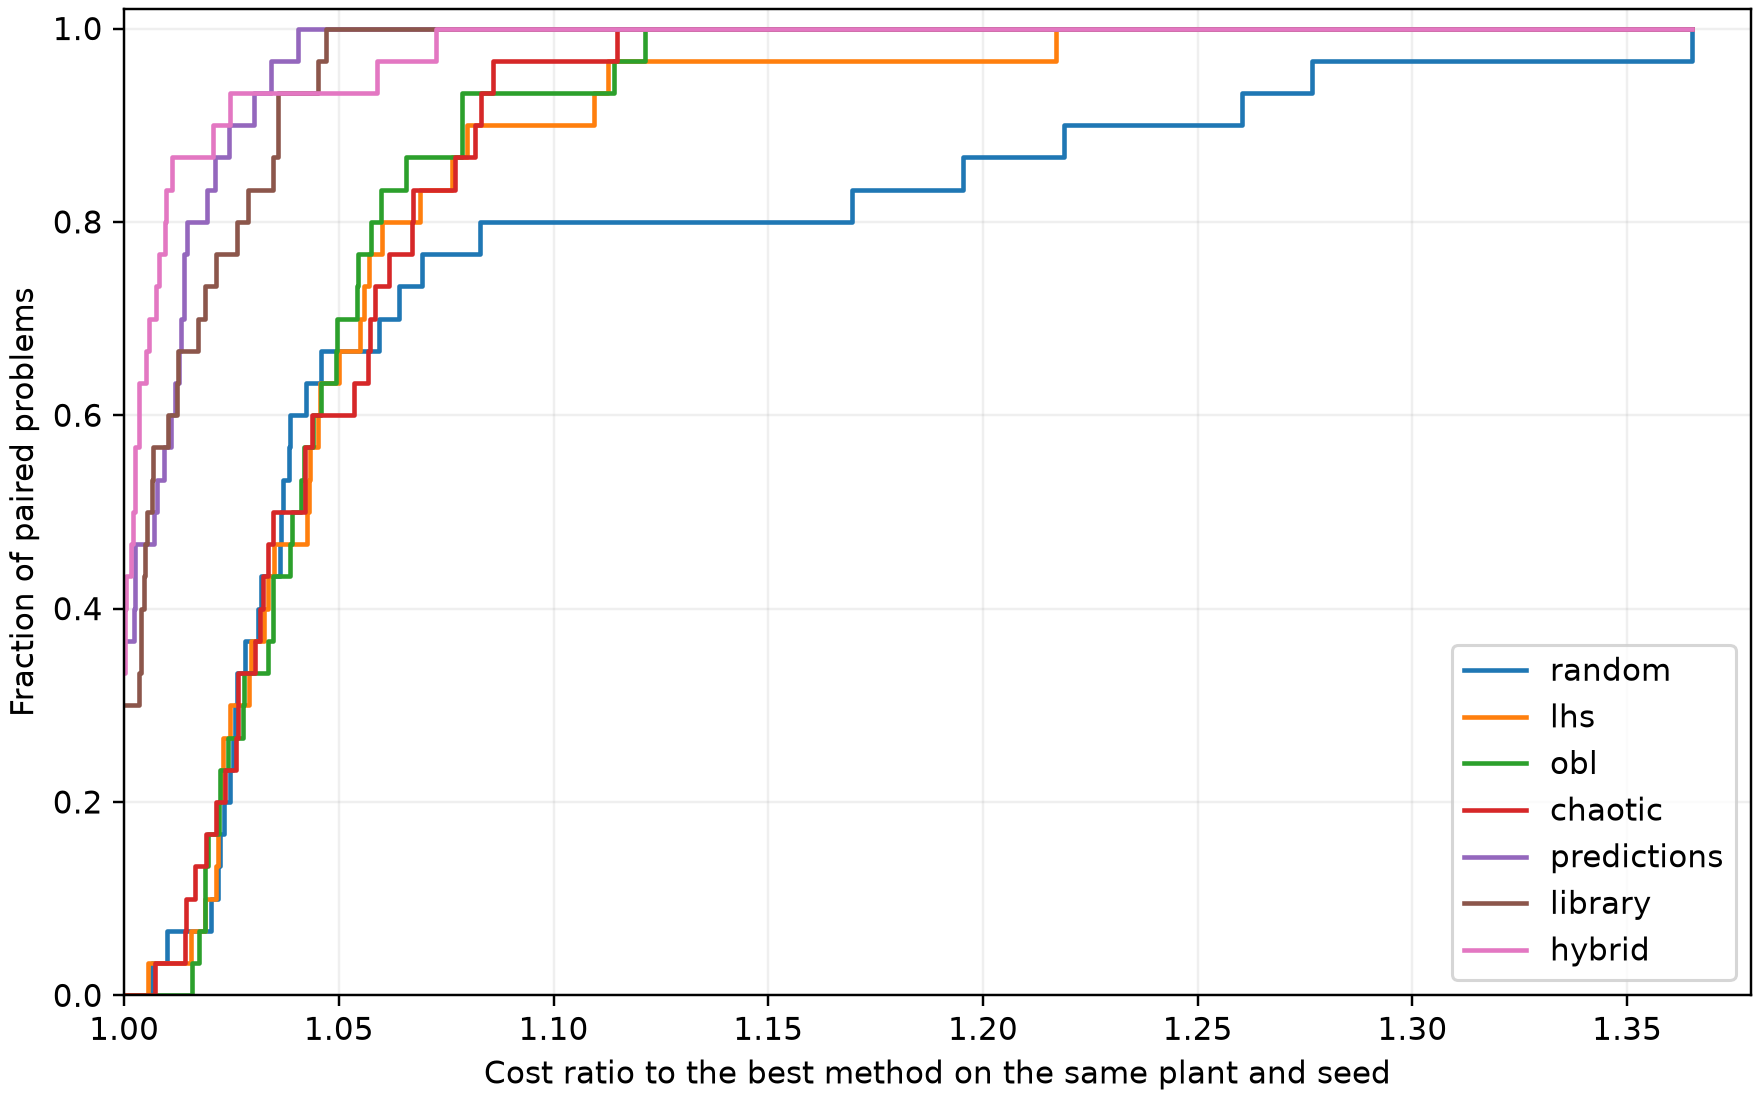 1.0
0.8
0.6
0.4
0.2
0.0
Fraction of paired problems
1.00 1.05 1.10 1.15 1.20 1.25 1.30 1.35
Cost ratio to the best method on the same plant and seed
random
lhs
obl
chaotic
predictions
library
hybrid